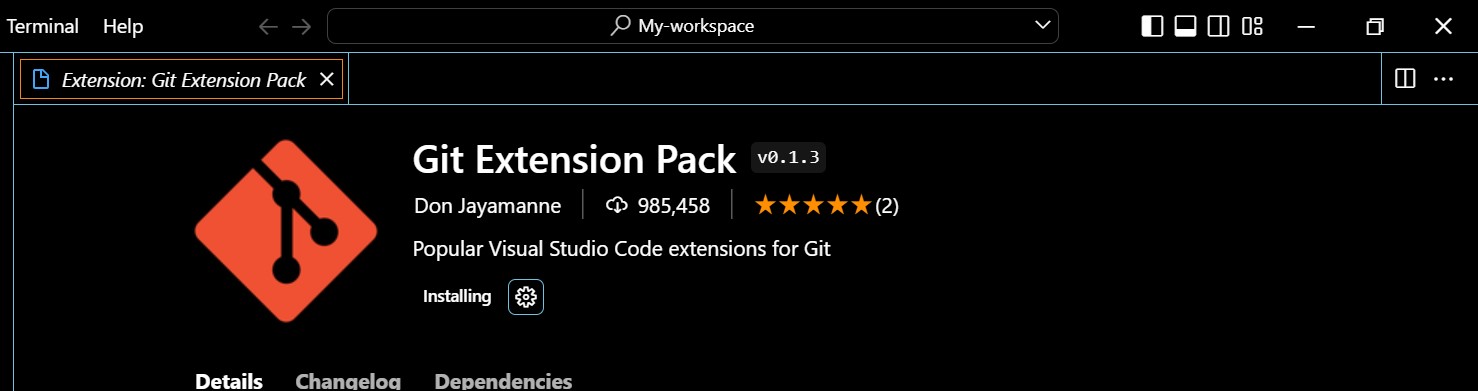 Terminal Help My-workspace
Extension: Git Extension Pack
Git Extension Pack v0.1.3
Don Jayamanne 985,458 (2)
Popular Visual Studio Code extensions for Git
Installing
Details Changelog Dependencies